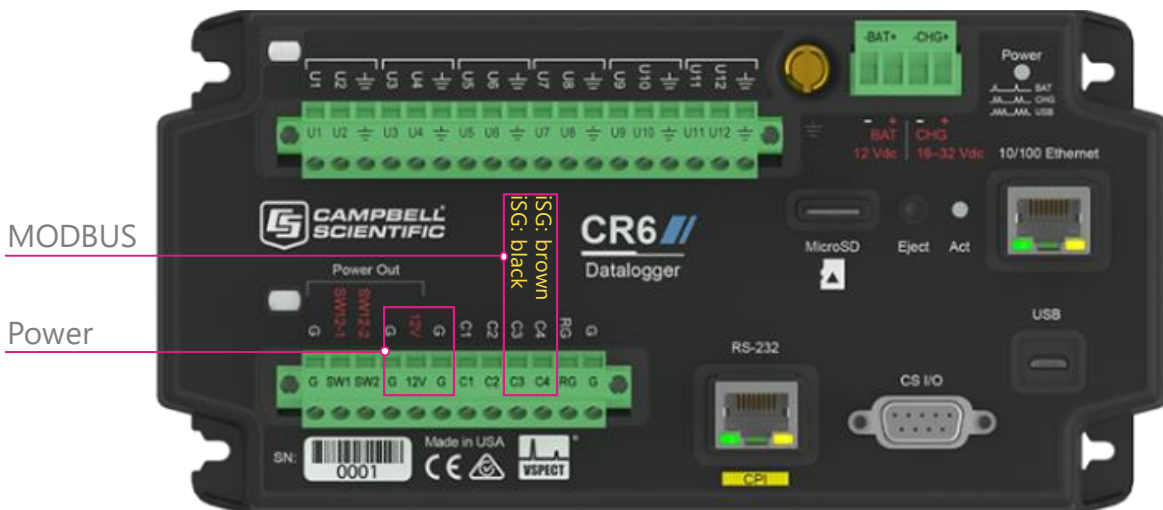 -BAT+ -CHG+
Power
BAT
CHG
USB
U1 U2 U3 U4 U5 U6 U7 U8 U9 U10 U11 U12
U1 U2 U3 U4 U5 U6 U7 U8 U9 U10 U11 U12
- + - +
BAT CHG
12 Vdc 16–32 Vdc
10/100 Ethernet
CAMPBELL
SCIENTIFIC
CR6
Datalogger
iSG: brown
iSG: black
MODBUS
MicroSD
Eject
Act
Power Out
G SW12-1 SW12-2 G 12V G C1 C2 C3 C4 RG G
Power
G SW1 SW2 G 12V G C1 C2 C3 C4 RG G
RS-232
CS I/O
USB
SN:
0001
Made in USA
CE
VSPECT
CPI